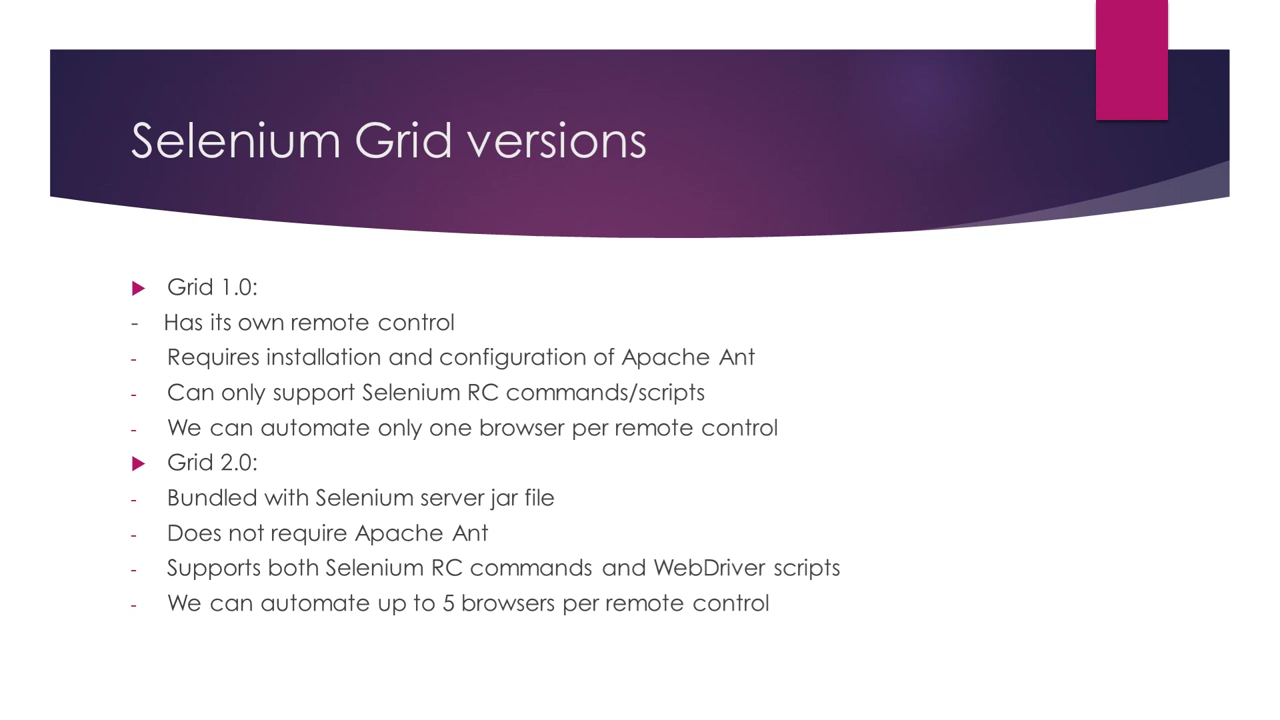 Selenium Grid versions
Grid 1.0:
- Has its own remote control
- Requires installation and configuration of Apache Ant
- Can only support Selenium RC commands/scripts
- We can automate only one browser per remote control
Grid 2.0:
- Bundled with Selenium server jar file
- Does not require Apache Ant
- Supports both Selenium RC commands and WebDriver scripts
- We can automate up to 5 browsers per remote control